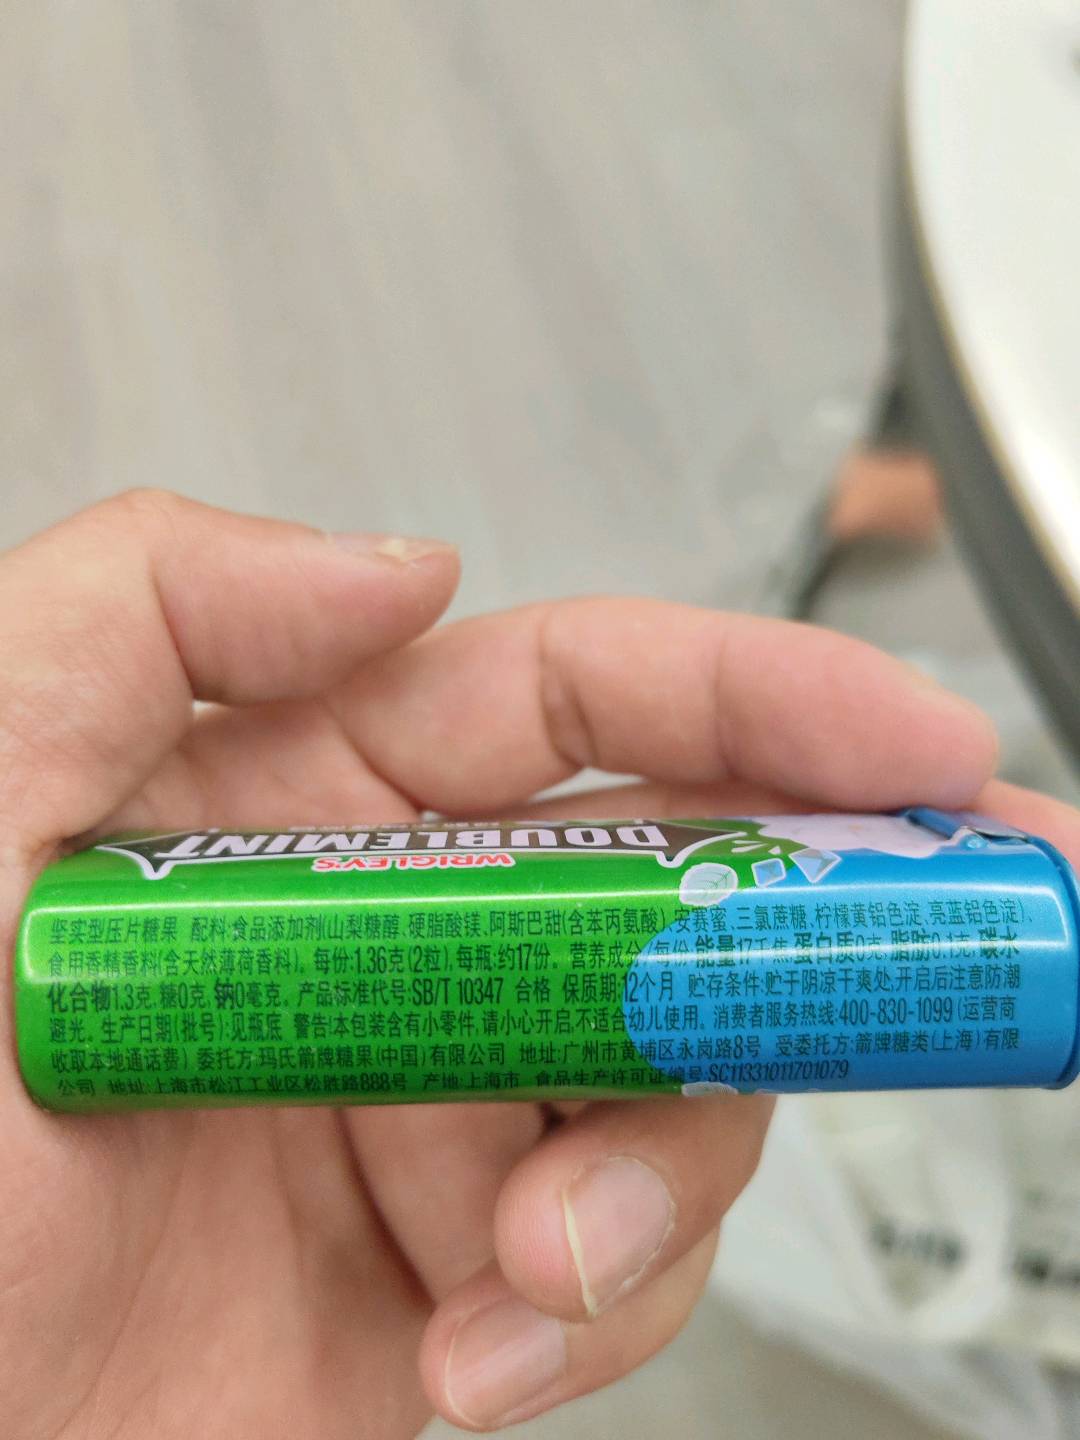 DOUBLEMINT
WRIGLEY'S
坚实型压片糖果 配料:食品添加剂(山梨糖醇、硬脂酸镁、阿斯巴甜(含苯丙氨酸)、安赛蜜、三氯蔗糖、柠檬黄铝色淀、亮蓝铝色淀)、
食用香精香料(含天然薄荷香料)。每份:1.36克(2粒),每瓶:约17份。营养成分/每份:能量17千焦,蛋白质0克,脂肪0.1克,碳水
化合物1.3克,糖0克,钠0毫克。产品标准代号:SB/T 10347 合格 保质期:12个月 贮存条件:贮于阴凉干爽处,开启后注意防潮
避光。生产日期(批号):见瓶底 警告!本包装含有小零件,请小心开启,不适合幼儿使用。消费者服务热线:400-830-1099(运营商
收取本地通话费) 委托方:玛氏箭牌糖果(中国)有限公司 地址:广州市黄埔区永岗路8号 受委托方:箭牌糖类(上海)有限
公司 地址:上海市松江工业区松胜路888号 产地:上海市 食品生产许可证编号:SC11331011701079